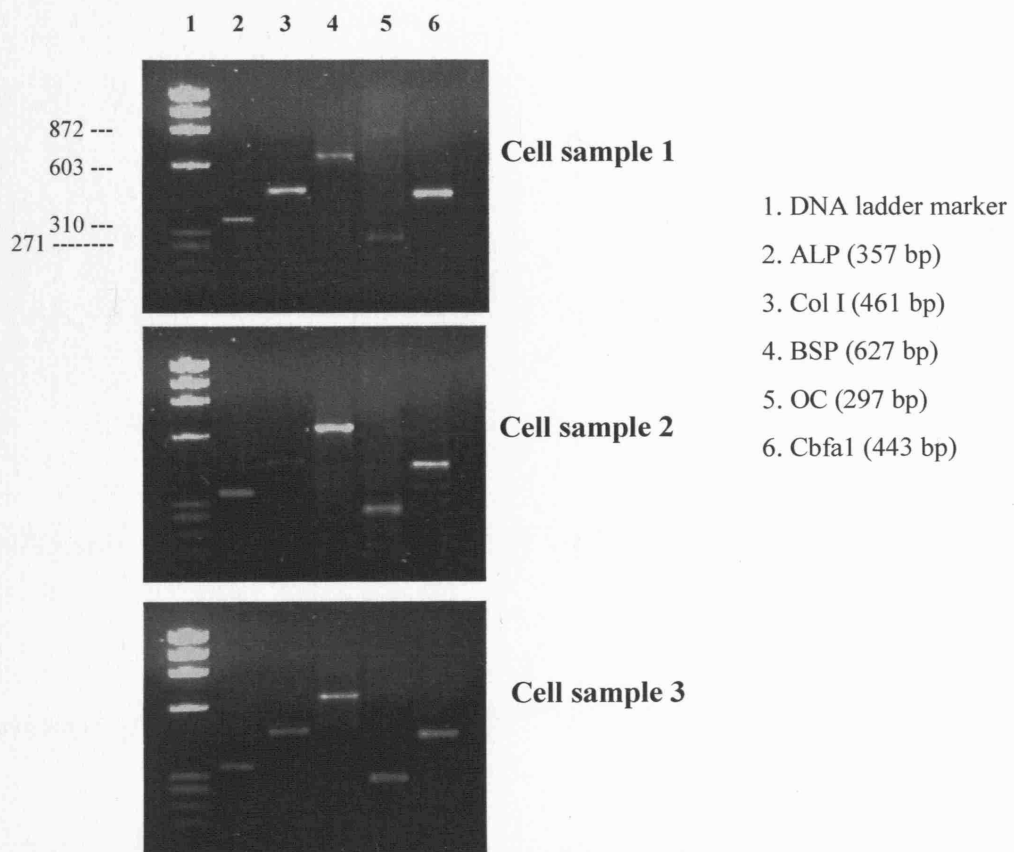 1 2 3 4 5 6
872 ---
603 ---
310 ---
271 --------
Cell sample 1
Cell sample 2
Cell sample 3
1. DNA ladder marker
2. ALP (357 bp)
3. Col I (461 bp)
4. BSP (627 bp)
5. OC (297 bp)
6. Cbfa1 (443 bp)